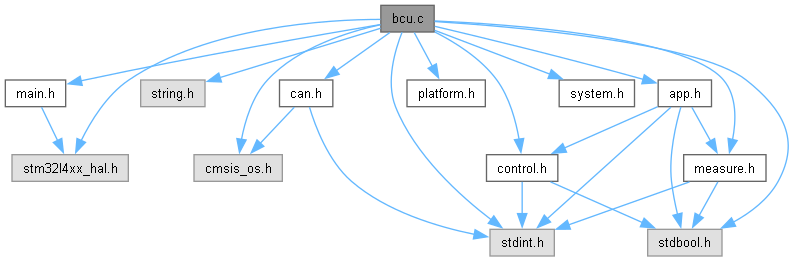 bcu.c
main.h
string.h
can.h
platform.h
system.h
app.h
stm32l4xx_hal.h
cmsis_os.h
control.h
measure.h
stdint.h
stdbool.h